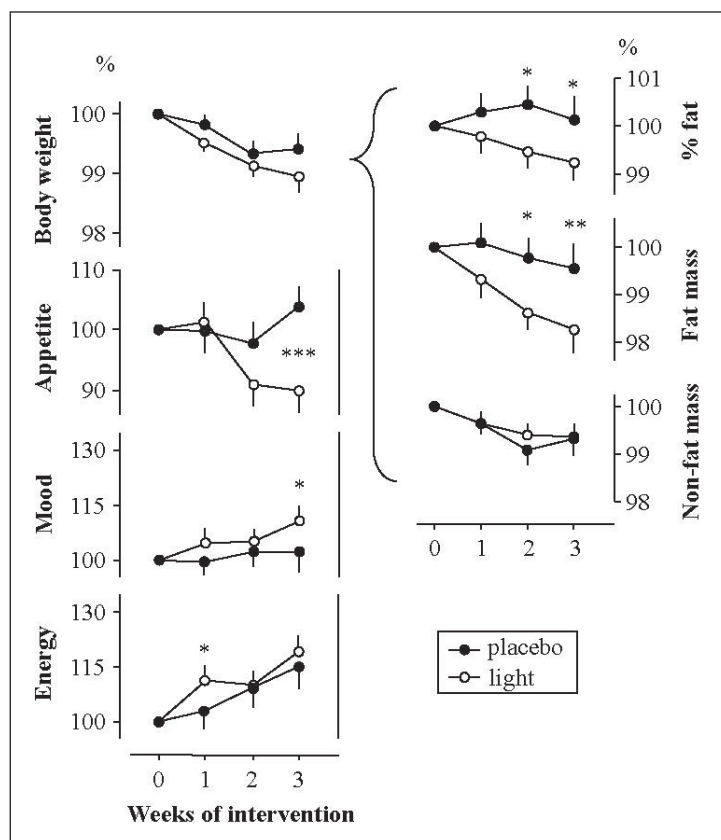 %
100
99
98
Body weight
110
100
90
Appetite
***
130
115
100
Mood
*
130
115
100
Energy
*
0 1 2 3
Weeks of intervention
%
* *
101
100
99
% fat
* **
100
99
98
Fat mass
100
99
98
Non-fat mass
0 1 2 3
placebo
light